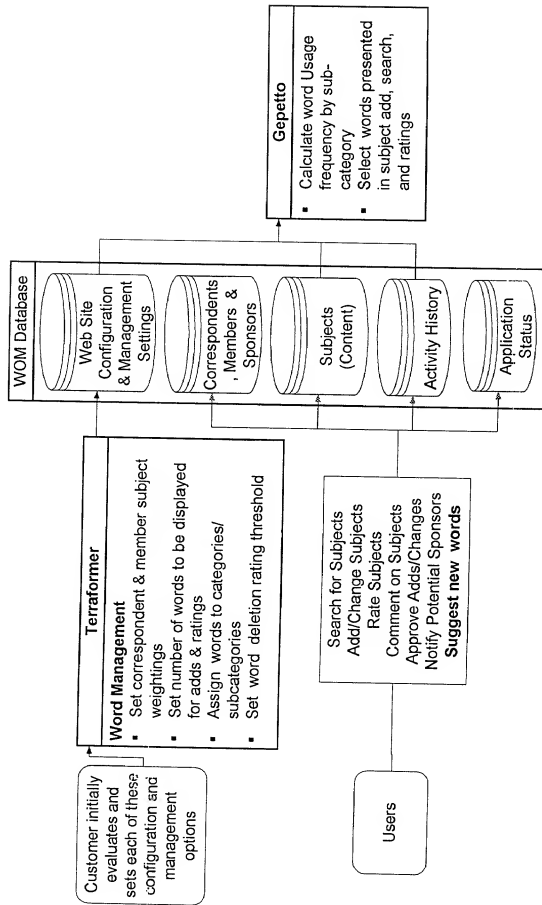 Customer initially
evaluates and
sets each of these
configuration and
management
options
Terraformer
Word Management
▪ Set correspondent & member subject
weightings
▪ Set number of words to be displayed
for adds & ratings
▪ Assign words to categories/
subcategories
▪ Set word deletion rating threshold
Users
Search for Subjects
Add/Change Subjects
Rate Subjects
Comment on Subjects
Approve Adds/Changes
Notify Potential Sponsors
Suggest new words
WOM Database
Web Site
Configuration
& Management
Settings
Correspondents
, Members &
Sponsors
Subjects
(Content)
Activity History
Application
Status
Gepetto
▪ Calculate word Usage
frequency by sub-
category
▪ Select words presented
in subject add, search,
and ratings